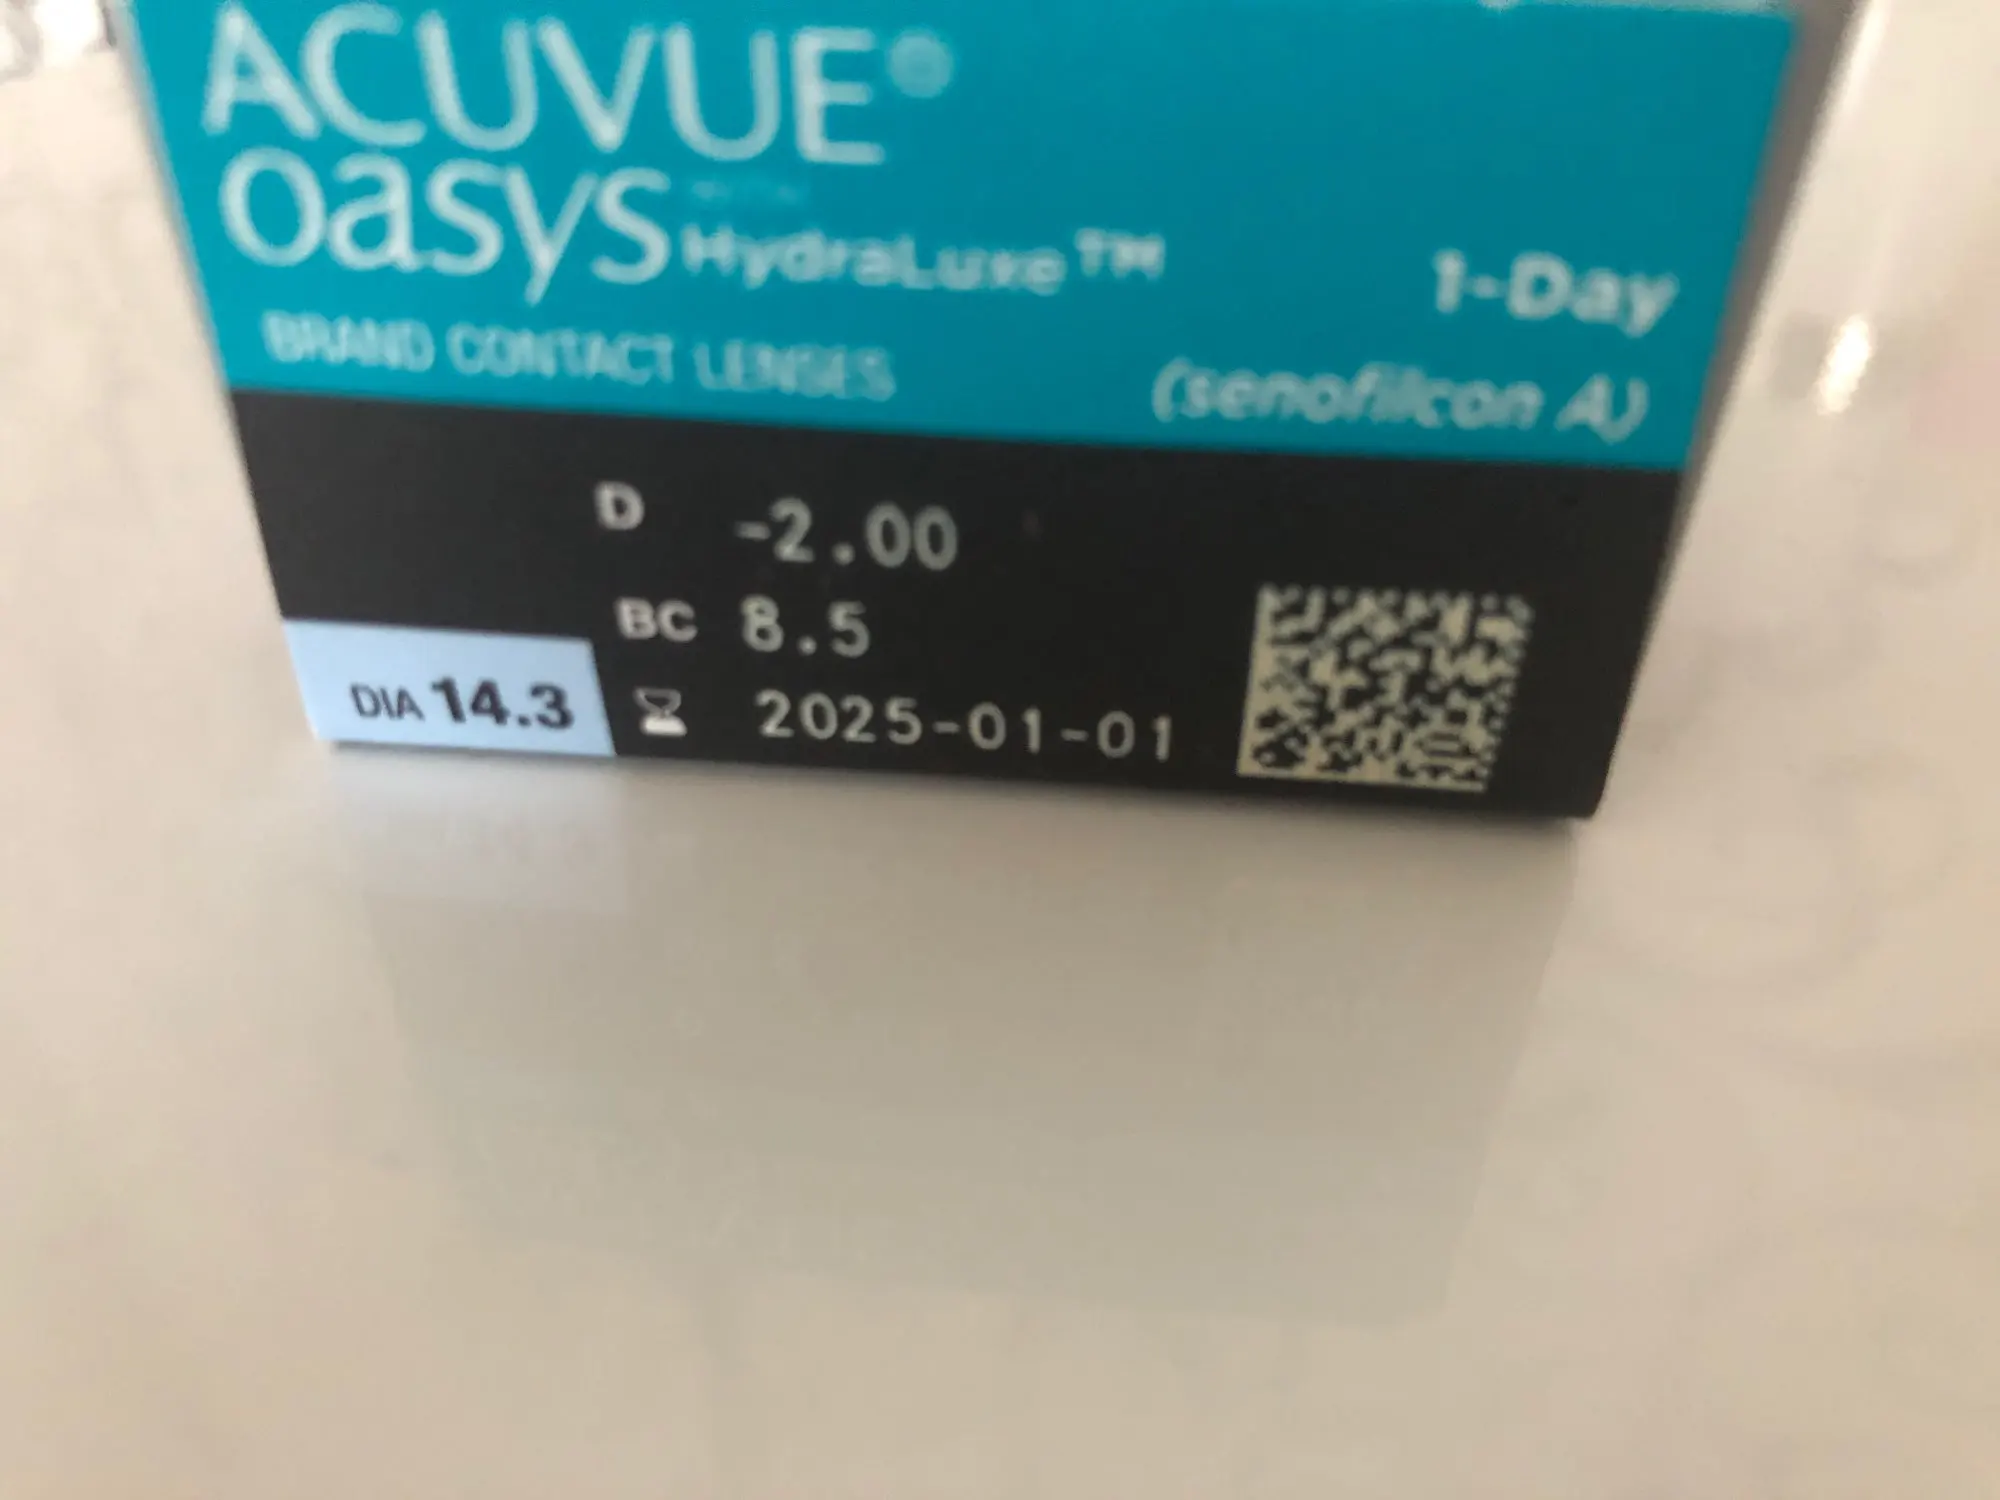 ACUVUE®
oasys WITH HydraLuxe™ 1-Day
BRAND CONTACT LENSES (senofilcon A)
D -2.00
BC 8.5
DIA 14.3 2025-01-01